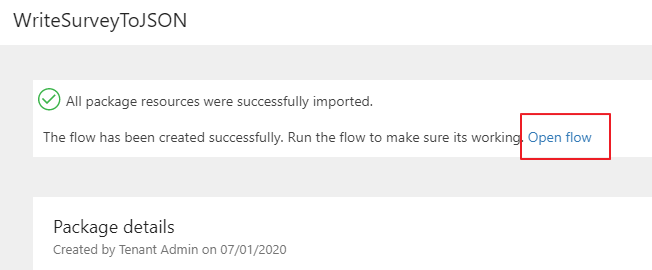 WriteSurveyToJSON
All package resources were successfully imported.
The flow has been created successfully. Run the flow to make sure its working. Open flow
Package details
Created by Tenant Admin on 07/01/2020